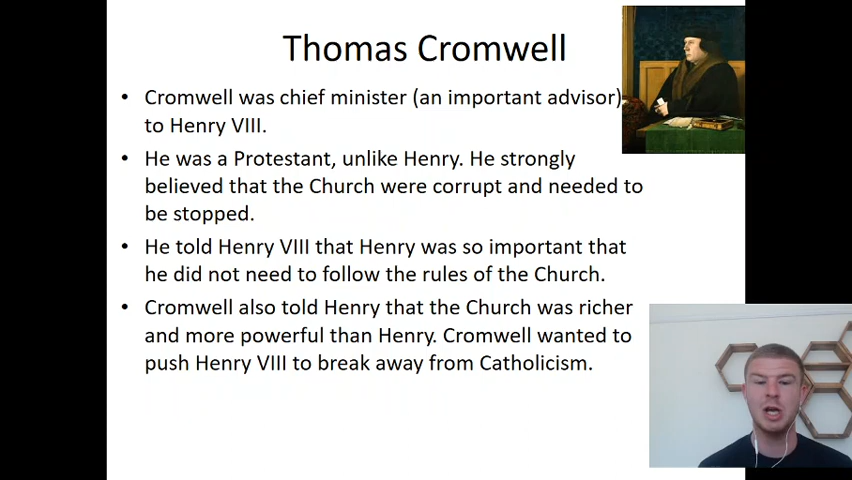 Thomas Cromwell
• Cromwell was chief minister (an important advisor)
to Henry VIII.
• He was a Protestant, unlike Henry. He strongly
believed that the Church were corrupt and needed to
be stopped.
• He told Henry VIII that Henry was so important that
he did not need to follow the rules of the Church.
• Cromwell also told Henry that the Church was richer
and more powerful than Henry. Cromwell wanted to
push Henry VIII to break away from Catholicism.